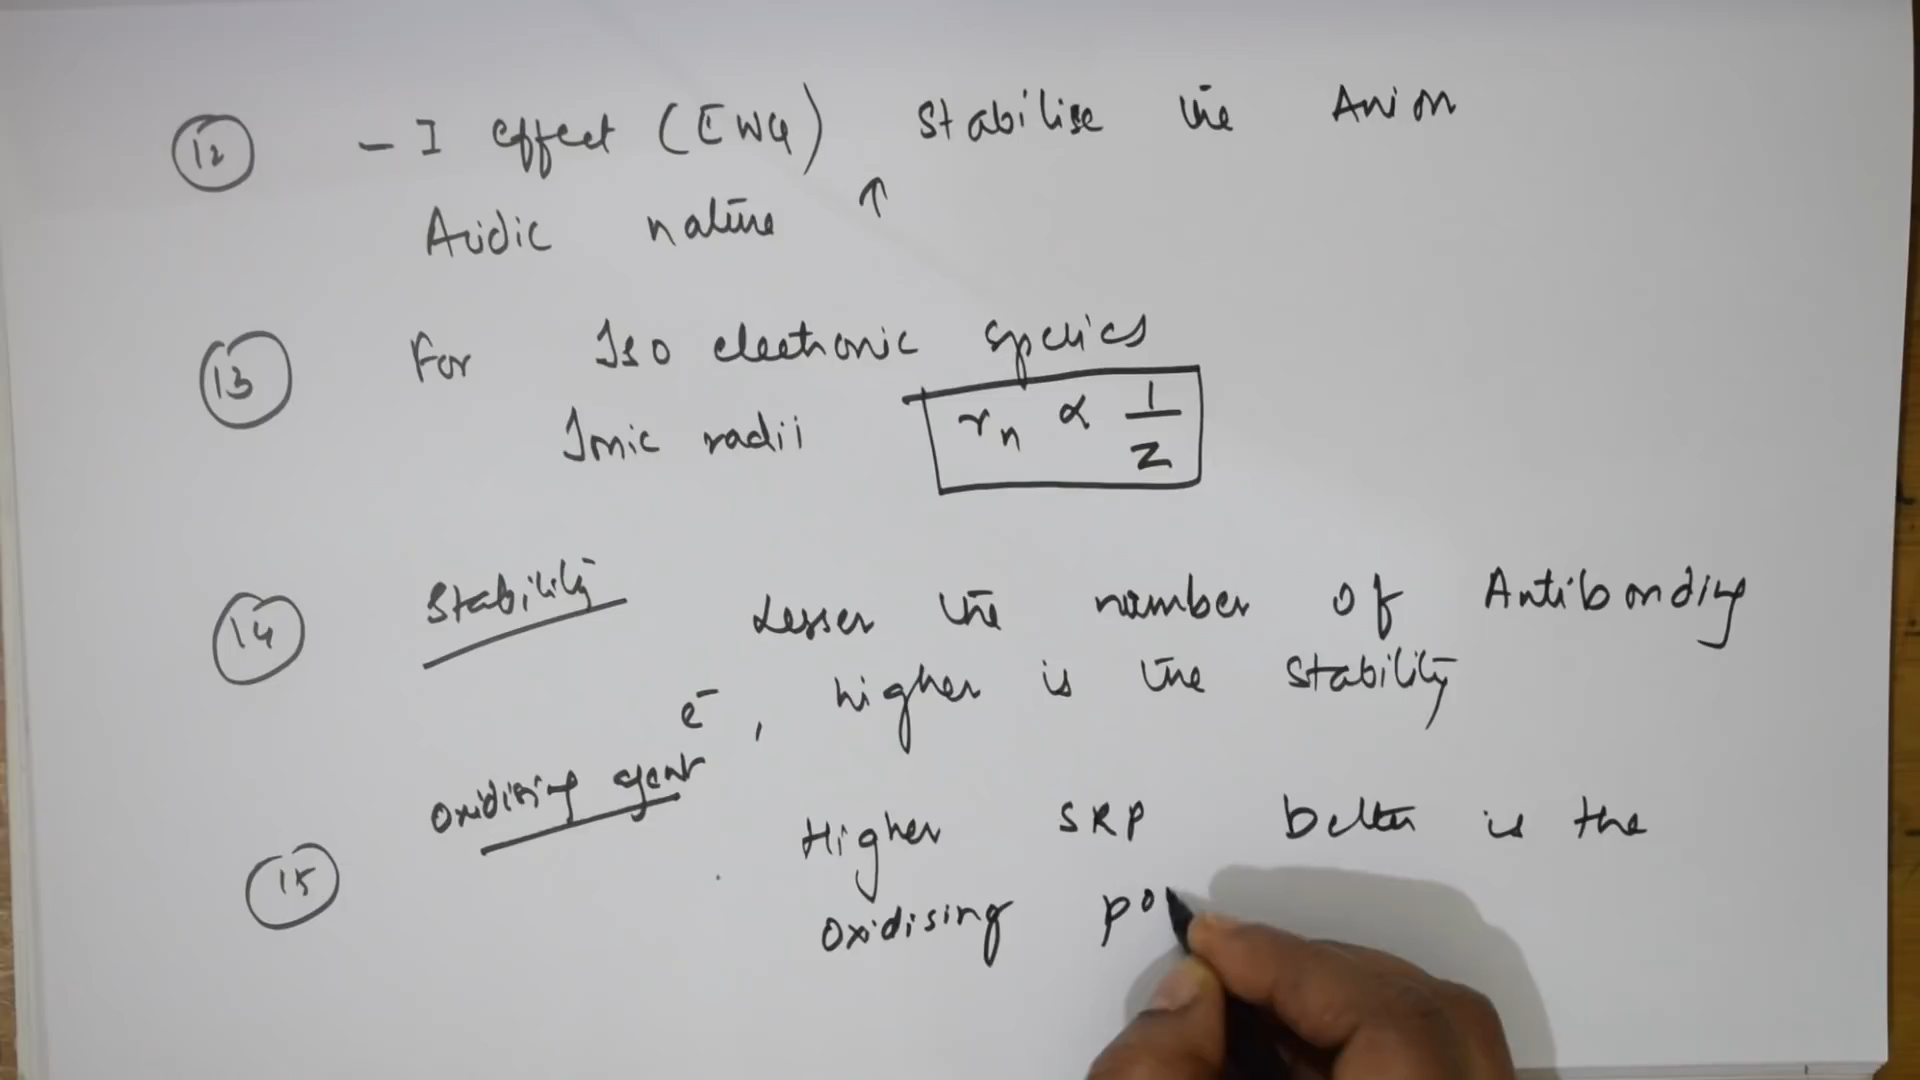 12 - I effect (EWG) stabilise the Anion
Acidic nature ↑
13 For Iso electronic species
Ionic radii rn ∝ 1/Z
14 Stability Lesser the number of Antibonding
e⁻, higher is the stability
Oxidising agent
15 Higher SRP better is the
oxidising po